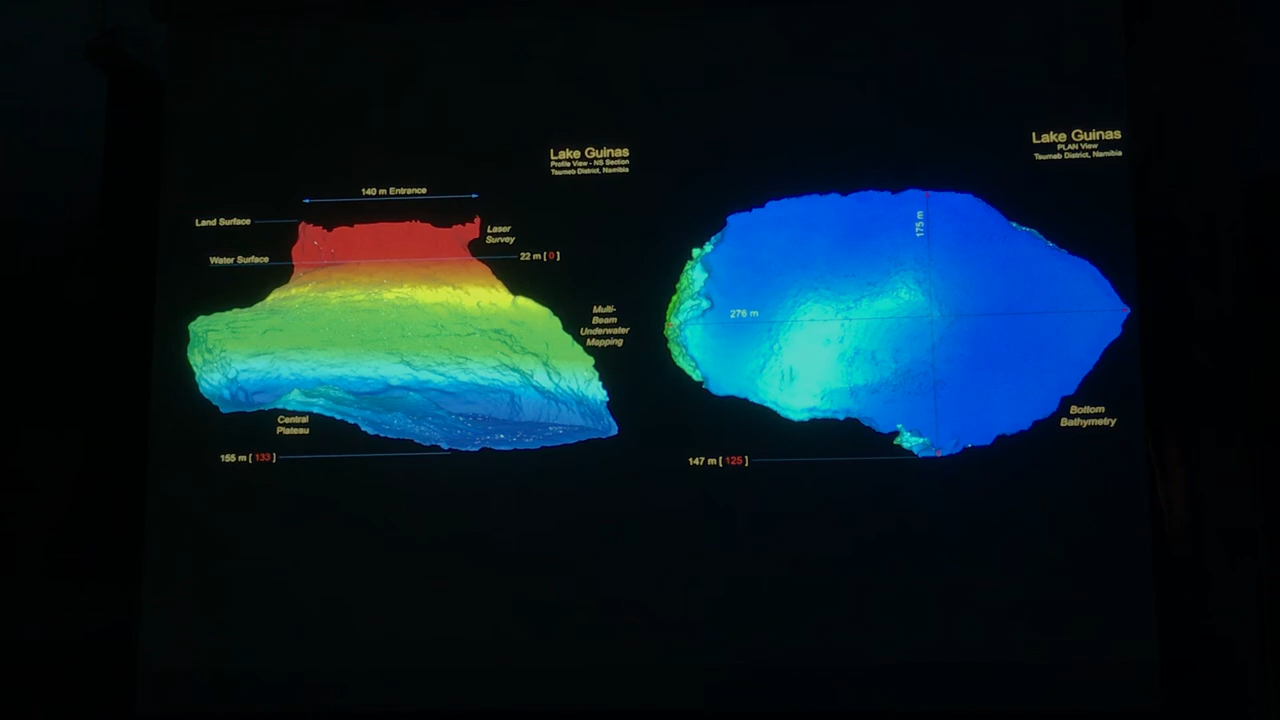 Lake Guinas
Profile View - NS Section
Tsumeb District, Namibia
140 m Entrance
Land Surface
Laser
Survey
Water Surface
22 m [ 0 ]
Multi-
Beam
Underwater
Mapping
Central
Plateau
155 m [ 133 ]
Lake Guinas
PLAN View
Tsumeb District, Namibia
175 m
276 m
Bottom
Bathymetry
147 m [ 125 ]